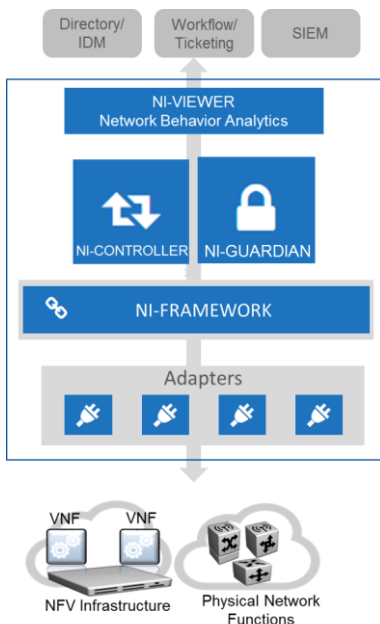 Directory/
IDM
Workflow/
Ticketing
SIEM
NI-VIEWER
Network Behavior Analytics
NI-CONTROLLER
NI-GUARDIAN
NI-FRAMEWORK
Adapters
VNF
VNF
NFV Infrastructure
Physical Network
Functions